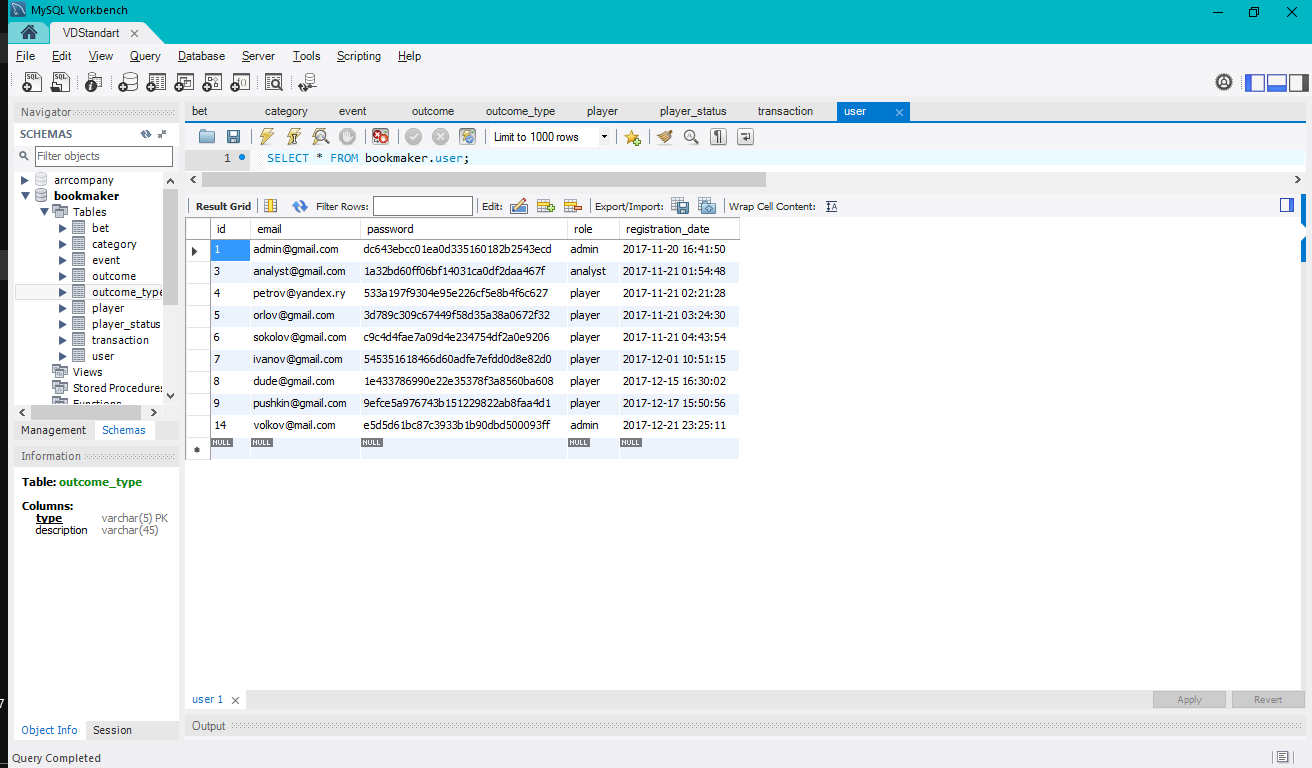 MySQL Workbench
VDStandart
File Edit View Query Database Server Tools Scripting Help
Navigator
SCHEMAS
Filter objects
arrcompany
bookmaker
Tables
bet
category
event
outcome
outcome_type
player
player_status
transaction
user
Views
Stored Procedures
Functions
Management Schemas
Information
Table: outcome_type
Columns:
type varchar(5) PK
description varchar(45)
Object Info Session
bet category event outcome outcome_type player player_status transaction user
Limit to 1000 rows
1 SELECT * FROM bookmaker.user;
Result Grid Filter Rows: Edit: Export/Import: Wrap Cell Content:
id email password role registration_date
1 admin@gmail.com dc643ebcc01ea0d335160182b2543ecd admin 2017-11-20 16:41:50
3 analyst@gmail.com 1a32bd60ff06bf14031ca0df2daa467f analyst 2017-11-21 01:54:48
4 petrov@yandex.ry 533a197f9304e95e226cf5e8b4f6c627 player 2017-11-21 02:21:28
5 orlov@gmail.com 3d789c309c67449f58d35a38a0672f32 player 2017-11-21 03:24:30
6 sokolov@gmail.com c9c4d4fae7a09d4e234754df2a0e9206 player 2017-11-21 04:43:54
7 ivanov@gmail.com 545351618466d60adfe7efdd0d8e82d0 player 2017-12-01 10:51:15
8 dude@gmail.com 1e433786990e22e35378f3a8560ba608 player 2017-12-15 16:30:02
9 pushkin@gmail.com 9efce5a976743b151229822ab8faa4d1 player 2017-12-17 15:50:56
14 volkov@mail.com e5d5d61bc87c3933b1b90dbd500093ff admin 2017-12-21 23:25:11
NULL NULL NULL NULL NULL
user 1
Apply Revert
Output
Query Completed